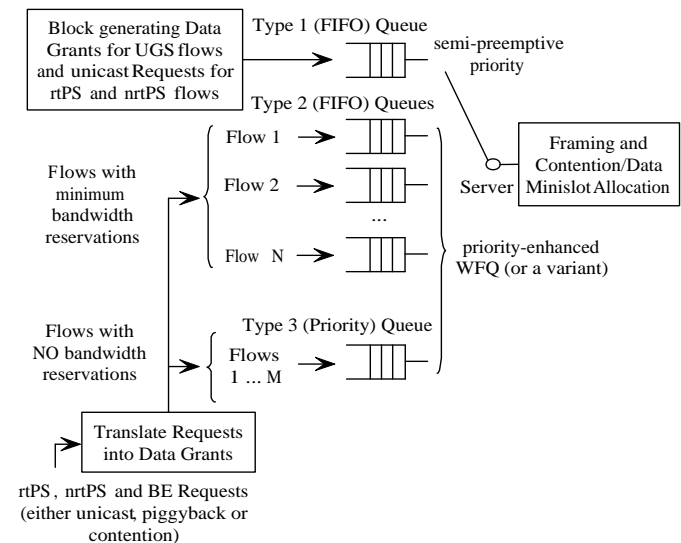 Block generating Data
Grants for UGS flows
and unicast Requests for
rtPS and nrtPS flows
Type 1 (FIFO) Queue
semi-preemptive
priority
Type 2 (FIFO) Queues
Flow 1
Flow 2
...
Flow N
Flows with
minimum
bandwidth
reservations
Server
Framing and
Contention/Data
Minislot Allocation
priority-enhanced
WFQ (or a variant)
Type 3 (Priority) Queue
Flows with
NO bandwidth
reservations
Flows
1 ... M
Translate Requests
into Data Grants
rtPS, nrtPS and BE Requests
(either unicast, piggyback or
contention)